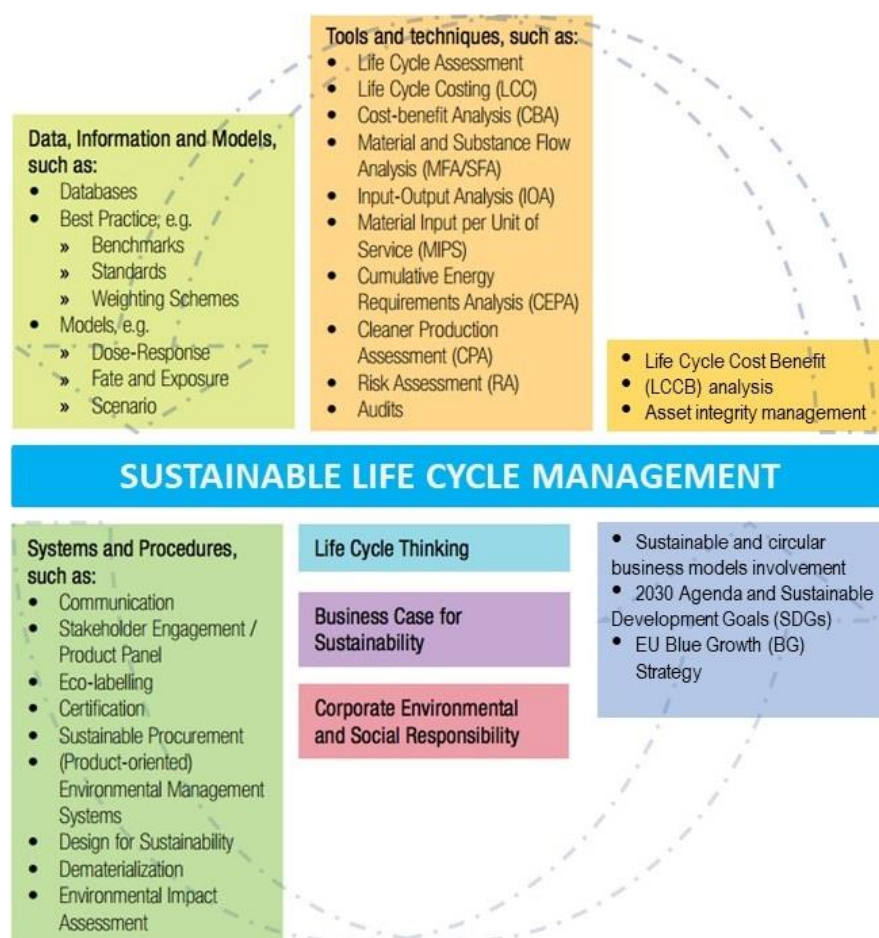 Tools and techniques, such as:
• Life Cycle Assessment
• Life Cycle Costing (LCC)
• Cost-benefit Analysis (CBA)
• Material and Substance Flow
Analysis (MFA/SFA)
• Input-Output Analysis (IOA)
• Material Input per Unit of
Service (MIPS)
• Cumulative Energy
Requirements Analysis (CEPA)
• Cleaner Production
Assessment (CPA)
• Risk Assessment (RA)
• Audits
Data, Information and Models,
such as:
• Databases
• Best Practice; e.g.
» Benchmarks
» Standards
» Weighting Schemes
• Models, e.g.
» Dose-Response
» Fate and Exposure
» Scenario
• Life Cycle Cost Benefit
• (LCCB) analysis
• Asset integrity management
SUSTAINABLE LIFE CYCLE MANAGEMENT
Systems and Procedures,
such as:
• Communication
• Stakeholder Engagement /
Product Panel
• Eco-labelling
• Certification
• Sustainable Procurement
• (Product-oriented)
Environmental Management
Systems
• Design for Sustainability
• Dematerialization
• Environmental Impact
Assessment
Life Cycle Thinking
Business Case for
Sustainability
Corporate Environmental
and Social Responsibility
• Sustainable and circular
business models involvement
• 2030 Agenda and Sustainable
Development Goals (SDGs)
• EU Blue Growth (BG)
Strategy